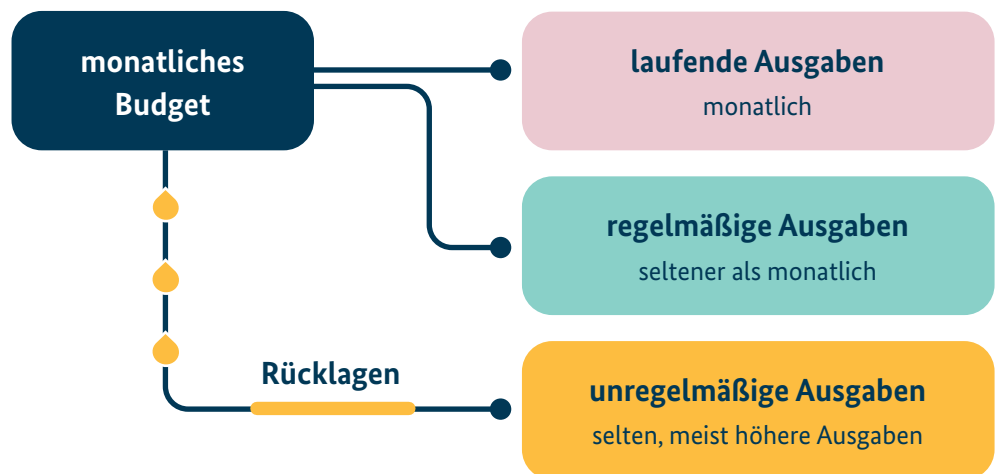 monatliches
Budget
laufende Ausgaben
monatlich
regelmäßige Ausgaben
seltener als monatlich
Rücklagen
unregelmäßige Ausgaben
selten, meist höhere Ausgaben